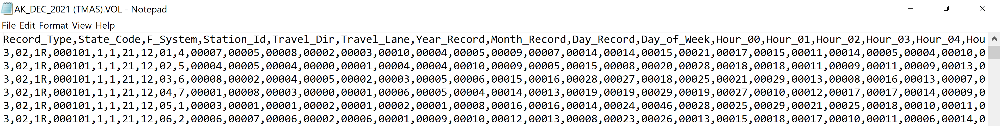 AK_DEC_2021 (TMAS).VOL - Notepad
File Edit Format View Help
Record_Type,State_Code,F_System,Station_Id,Travel_Dir,Travel_Lane,Year_Record,Month_Record,Day_Record,Day_of_Week,Hour_00,Hour_01,Hour_02,Hour_03,Hour_04,Hou
3,02,1R,000101,1,1,21,12,01,4,00007,00005,00008,00002,00003,00010,00004,00005,00009,00007,00014,00014,00015,00021,00017,00015,00011,00014,00005,00004,00010,0
3,02,1R,000101,1,1,21,12,02,5,00004,00005,00004,00000,00001,00004,00004,00004,00010,00009,00005,00015,00008,00020,00028,00018,00018,00011,00009,00011,00009,00013,0
3,02,1R,000101,1,1,21,12,03,6,00008,00002,00004,00005,00002,00003,00005,00006,00015,00016,00028,00027,00018,00025,00021,00029,00013,00008,00016,00013,00007,0
3,02,1R,000101,1,1,21,12,04,7,00001,00008,00003,00000,00001,00006,00005,00004,00014,00013,00019,00019,00029,00019,00027,00010,00012,00017,00017,00014,00009,0
3,02,1R,000101,1,1,21,12,05,1,00003,00001,00001,00002,00001,00002,00001,00008,00016,00016,00014,00024,00046,00028,00025,00029,00021,00025,00018,00010,00011,0
3,02,1R,000101,1,1,21,12,06,2,00006,00007,00006,00002,00006,00001,00009,00010,00012,00013,00008,00023,00026,00013,00015,00018,00017,00010,00011,00006,00014,0